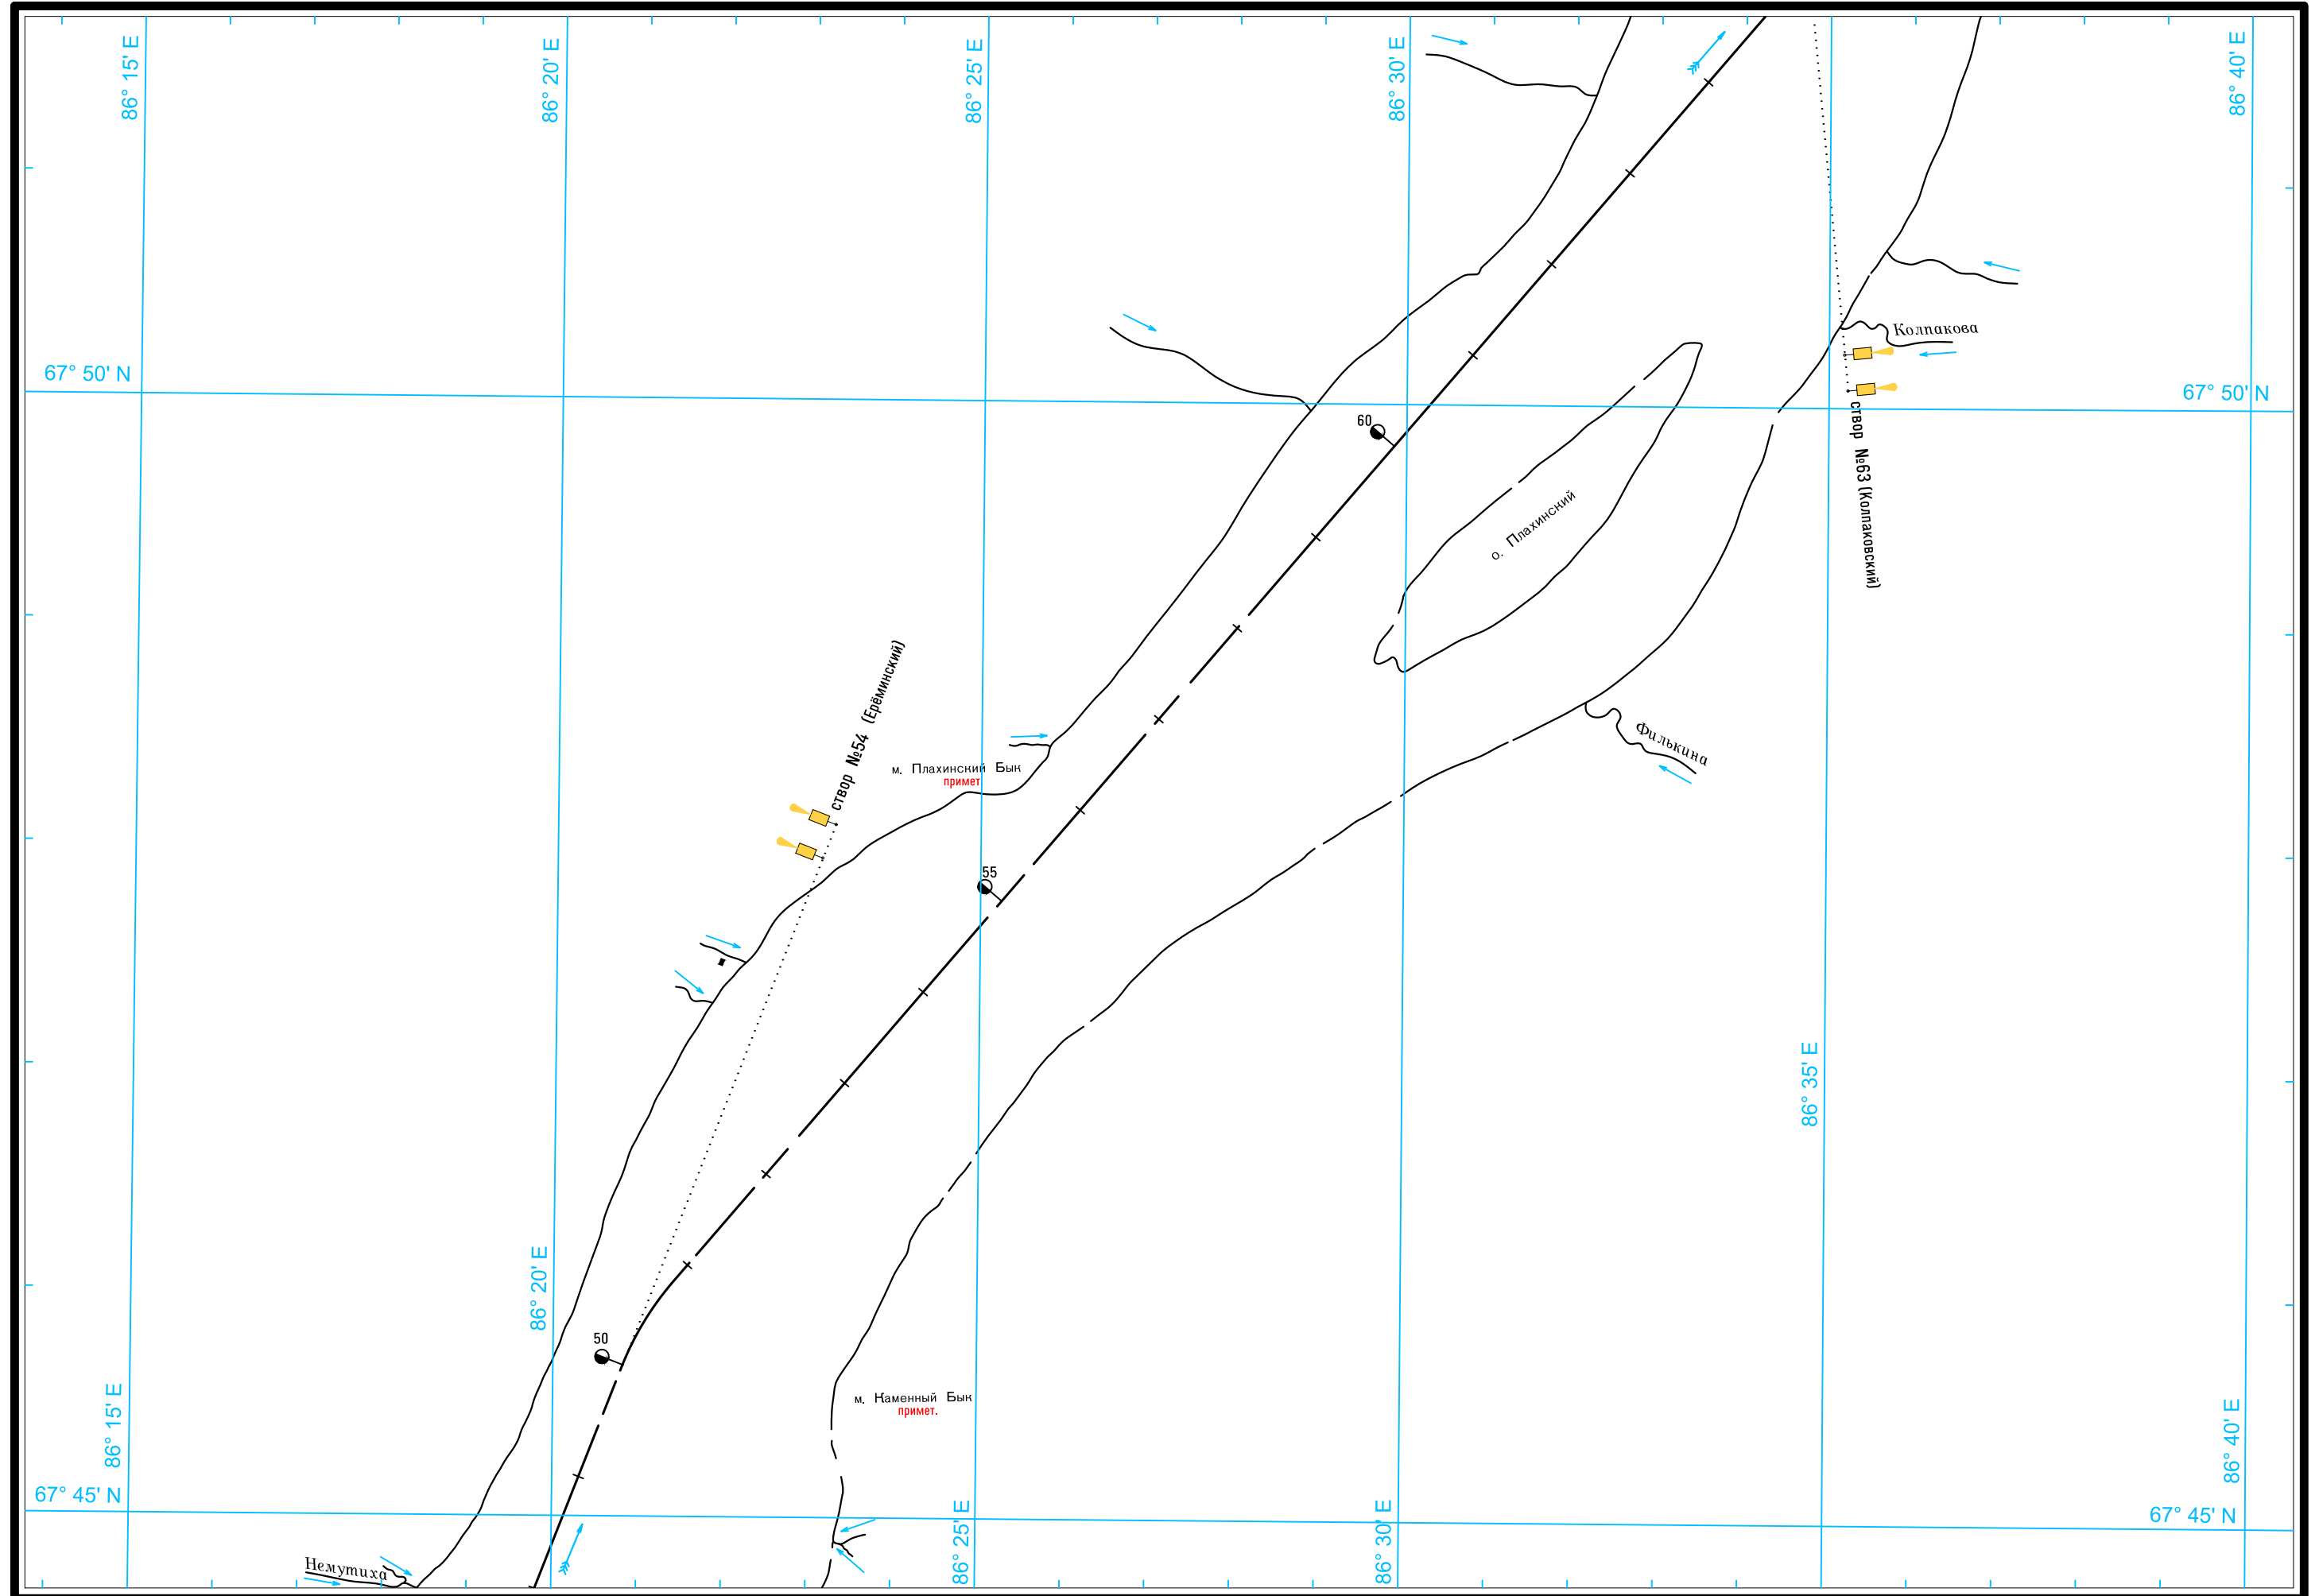 86° 15' E
86° 20' E
86° 25' E
86° 30' E
86° 40' E
Колпакова
67° 50' N
67° 50' N
60
створ №63 (Колпаковский)
о. Плахинский
створ №54 (Ерёминский)
Филькина
м. Плахинский Бык
примет.
55
86° 35' E
86° 20' E
50
м. Каменный Бык
примет.
86° 15' E
86° 40' E
67° 45' N
67° 45' N
86° 25' E
86° 30' E
Немутиха